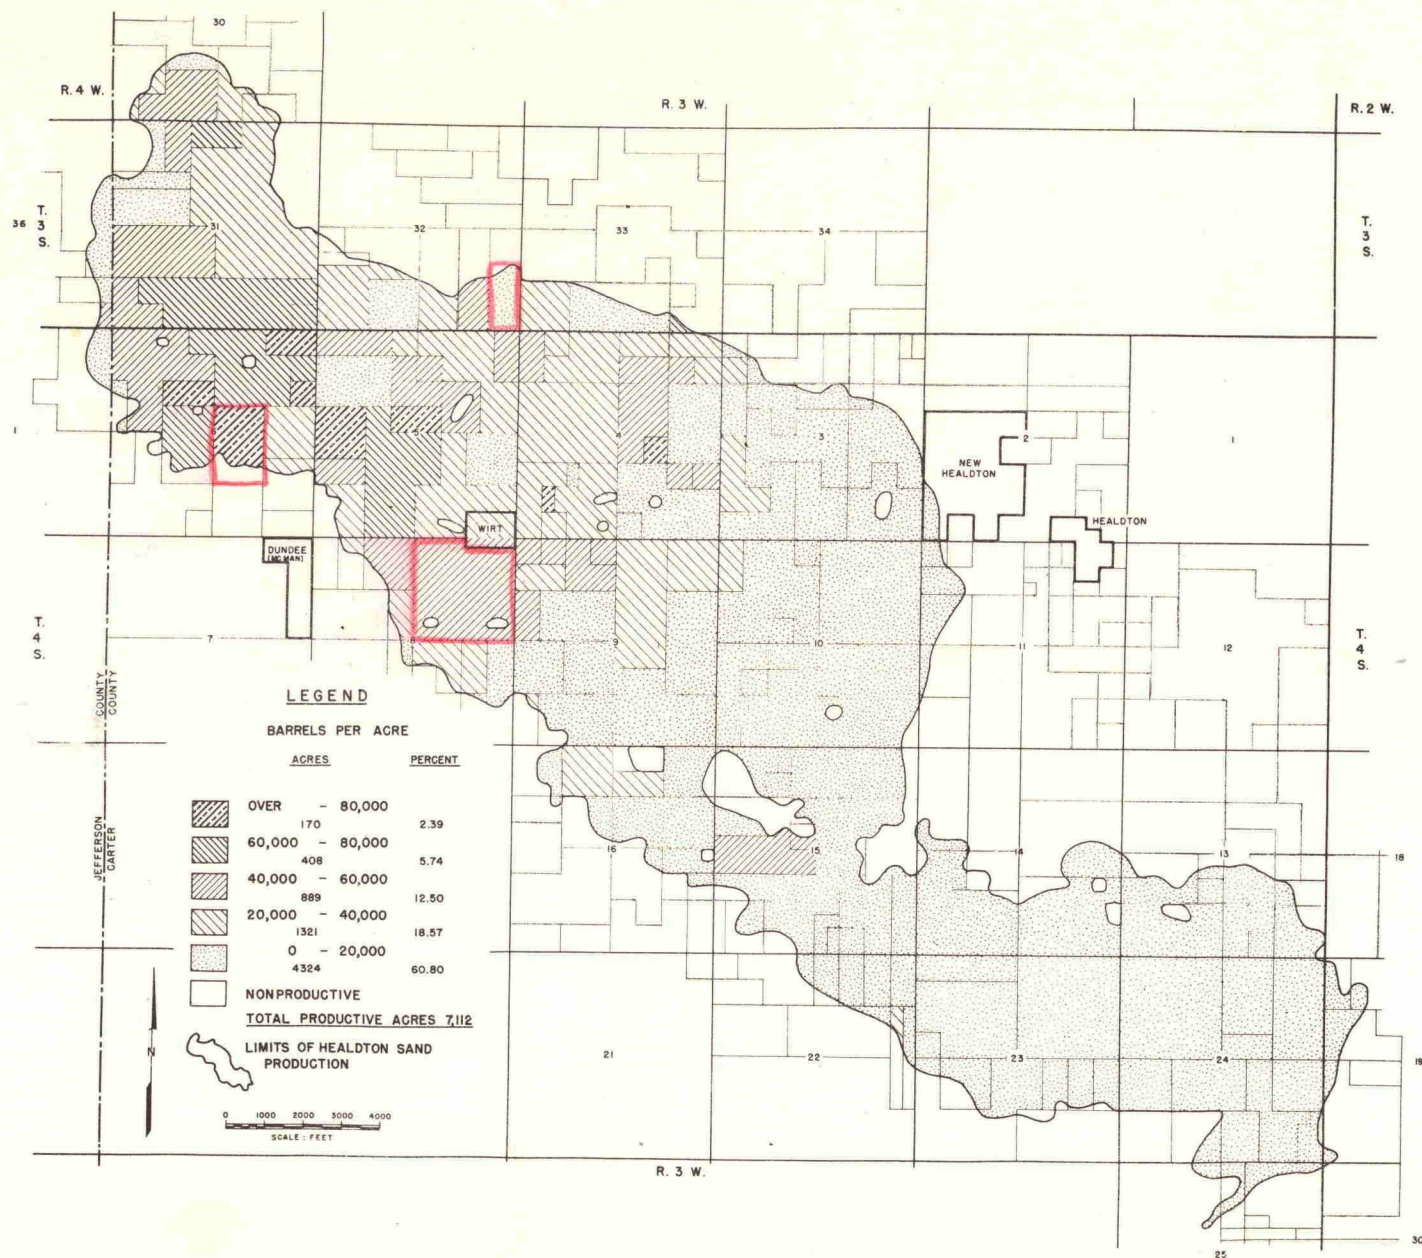 30
R. 4 W.
R. 3 W.
R. 2 W.
36
T.
3
S.
31
32
33
34
T.
3
S.
1
6
5
4
3
2
1
NEW
HEALDTON
HEALDTON
WIRT
DUNDEE
(MC MAN)
T.
4
S.
7
8
9
10
11
12
T.
4
S.
JEFFERSON COUNTY
CARTER COUNTY
LEGEND
BARRELS PER ACRE
ACRES PERCENT
OVER - 80,000
170 2.39
60,000 - 80,000
408 5.74
40,000 - 60,000
889 12.50
20,000 - 40,000
1321 18.57
0 - 20,000
4324 60.80
NONPRODUCTIVE
TOTAL PRODUCTIVE ACRES 7,112
LIMITS OF HEALDTON SAND
PRODUCTION
N
0 1000 2000 3000 4000
SCALE : FEET
16
15
14
13
18
21
22
23
24
19
R. 3 W.
25
30